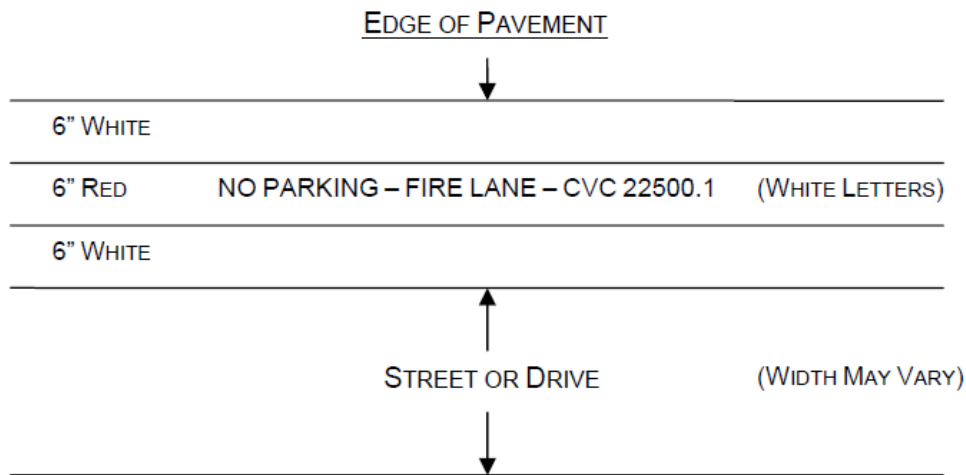 EDGE OF PAVEMENT
6” WHITE
6” RED NO PARKING – FIRE LANE – CVC 22500.1 (WHITE LETTERS)
6” WHITE
STREET OR DRIVE (WIDTH MAY VARY)